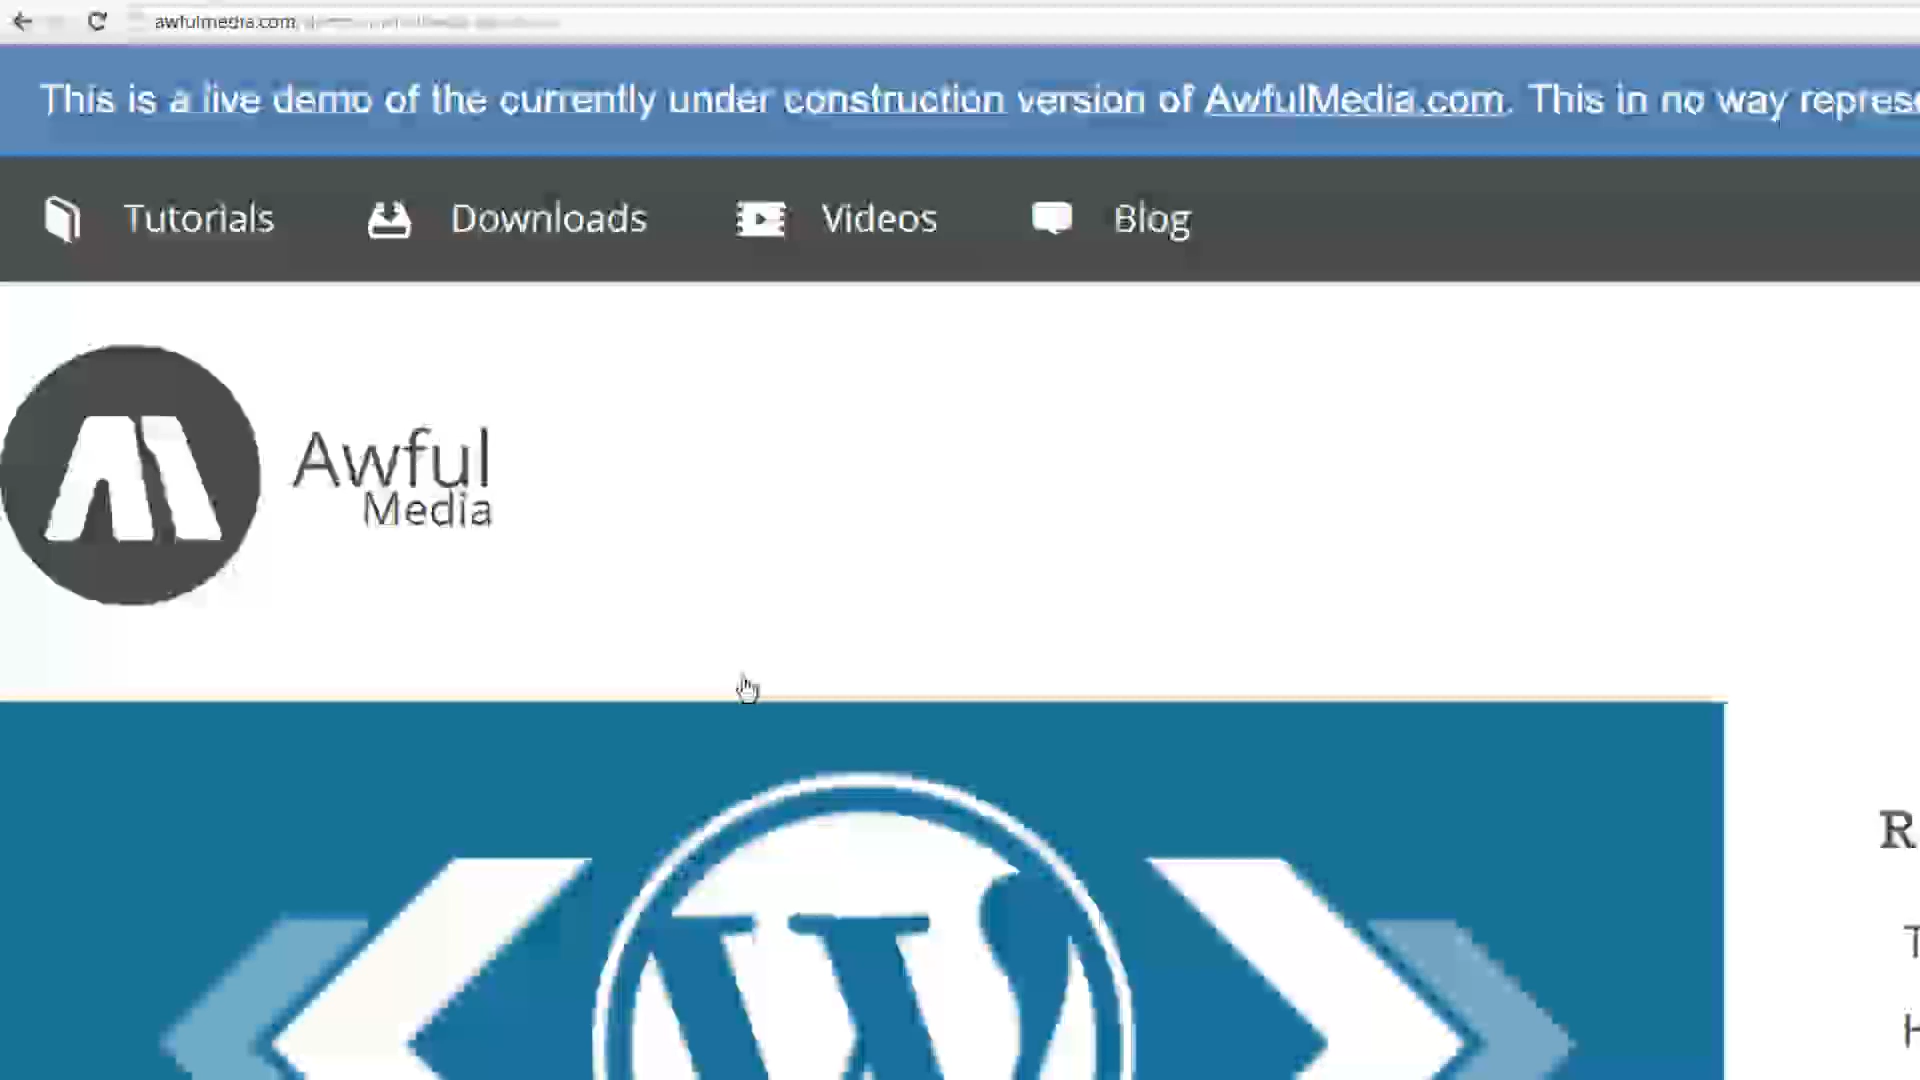 awfulmedia.com
This is a live demo of the currently under construction version of AwfulMedia.com. This in no way
Tutorials Downloads Videos Blog
Awful
Media